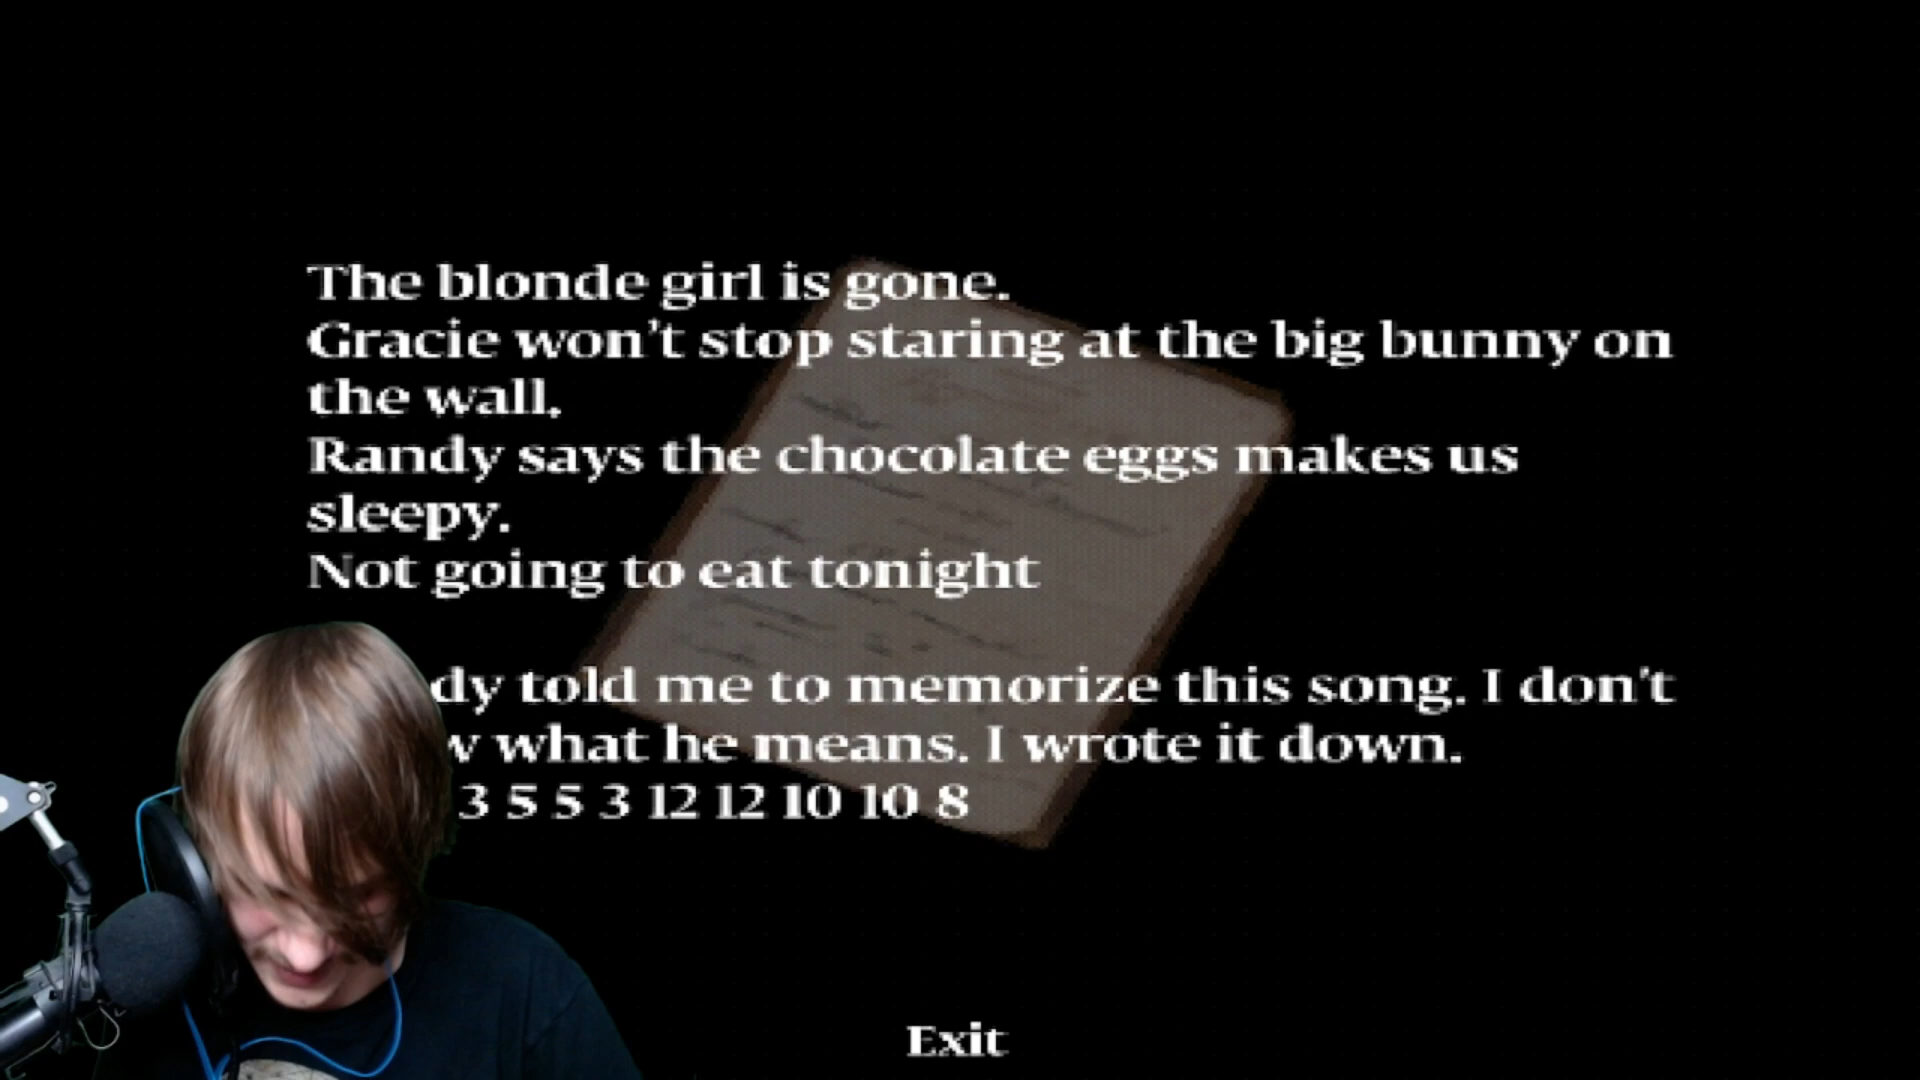 The blonde girl is gone.
Gracie won't stop staring at the big bunny on
the wall.
Randy says the chocolate eggs makes us
sleepy.
Not going to eat tonight
told me to memorize this song. I don't
what he means. I wrote it down.
3 5 5 3 12 12 10 10 8
Exit